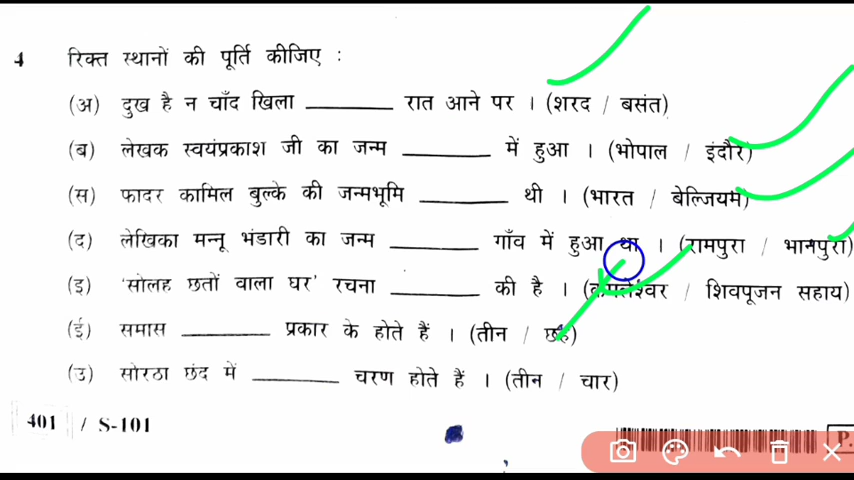 4 रिक्त स्थानों की पूर्ति कीजिए :
(अ) दुख है न चाँद खिला ________ रात आने पर । (शरद / बसंत)
(ब) लेखक स्वयंप्रकाश जी का जन्म ________ में हुआ । (भोपाल / इंदौर)
(स) फादर कामिल बुल्के की जन्मभूमि ________ थी । (भारत / बेल्जियम)
(द) लेखिका मन्नू भंडारी का जन्म ________ गाँव में हुआ था । (रामपुरा / भानपुरा)
(इ) ‘सोलह छतों वाला घर’ रचना ________ की है । (कमलेश्वर / शिवपूजन सहाय)
(ई) समास ________ प्रकार के होते हैं । (तीन / छह)
(उ) सोरठा छंद में ________ चरण होते हैं । (तीन / चार)
401 / S-101
P.